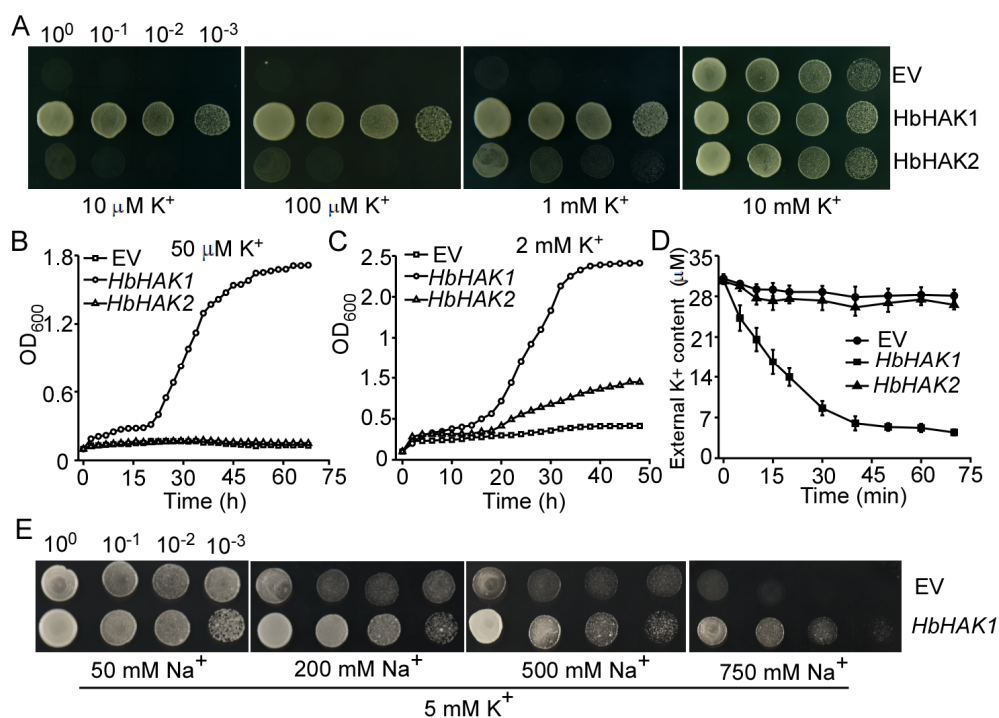 A
10⁰ 10⁻¹ 10⁻² 10⁻³
EV
HbHAK1
HbHAK2
10 µM K⁺ 100 µM K⁺ 1 mM K⁺ 10 mM K⁺
B
50 µM K⁺
EV
HbHAK1
HbHAK2
OD₆₀₀
1.8
1.2
0.6
0
0 15 30 45 60 75
Time (h)
C
2 mM K⁺
EV
HbHAK1
HbHAK2
OD₆₀₀
2.5
2.0
1
1.5
0.5
0
0 10 20 30 40 50
Time (h)
D
External K+ content (µM)
35
28
21
14
7
0
EV
HbHAK1
HbHAK2
0 15 30 45 60 75
Time (min)
E
10⁰ 10⁻¹ 10⁻² 10⁻³
EV
HbHAK1
50 mM Na⁺ 200 mM Na⁺ 500 mM Na⁺ 750 mM Na⁺
5 mM K⁺